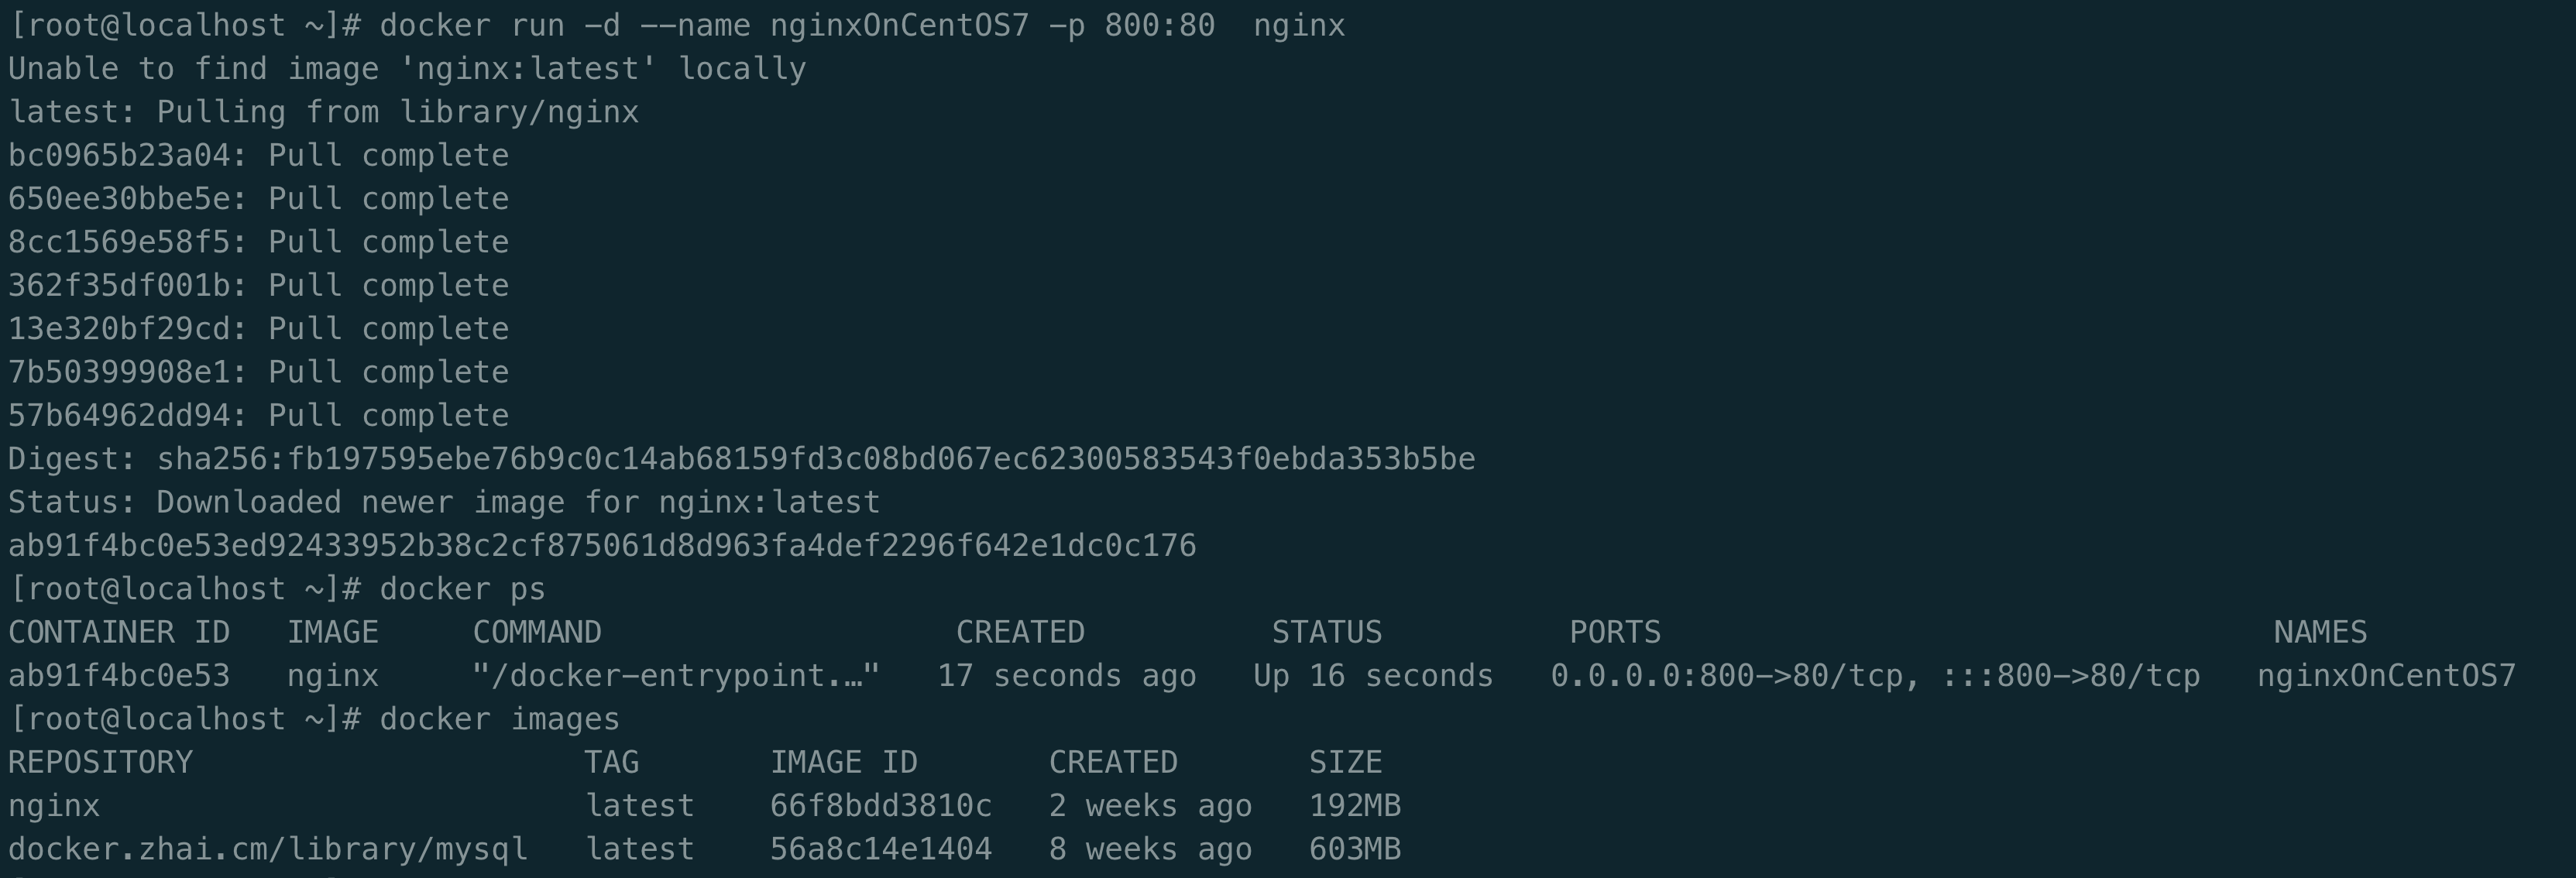 [root@localhost ~]# docker run -d --name nginxOnCentOS7 -p 800:80  nginx
Unable to find image 'nginx:latest' locally
latest: Pulling from library/nginx
bc0965b23a04: Pull complete
650ee30bbe5e: Pull complete
8cc1569e58f5: Pull complete
362f35df001b: Pull complete
13e320bf29cd: Pull complete
7b50399908e1: Pull complete
57b64962dd94: Pull complete
Digest: sha256:fb197595ebe76b9c0c14ab68159fd3c08bd067ec62300583543f0ebda353b5be
Status: Downloaded newer image for nginx:latest
ab91f4bc0e53ed92433952b38c2cf875061d8d963fa4def2296f642e1dc0c176
[root@localhost ~]# docker ps
CONTAINER ID   IMAGE     COMMAND                   CREATED          STATUS          PORTS                                 NAMES
ab91f4bc0e53   nginx     "/docker-entrypoint.…"   17 seconds ago   Up 16 seconds   0.0.0.0:800->80/tcp, :::800->80/tcp   nginxOnCentOS7
[root@localhost ~]# docker images
REPOSITORY                     TAG       IMAGE ID       CREATED       SIZE
nginx                          latest    66f8bdd3810c   2 weeks ago   192MB
docker.zhai.cm/library/mysql   latest    56a8c14e1404   8 weeks ago   603MB